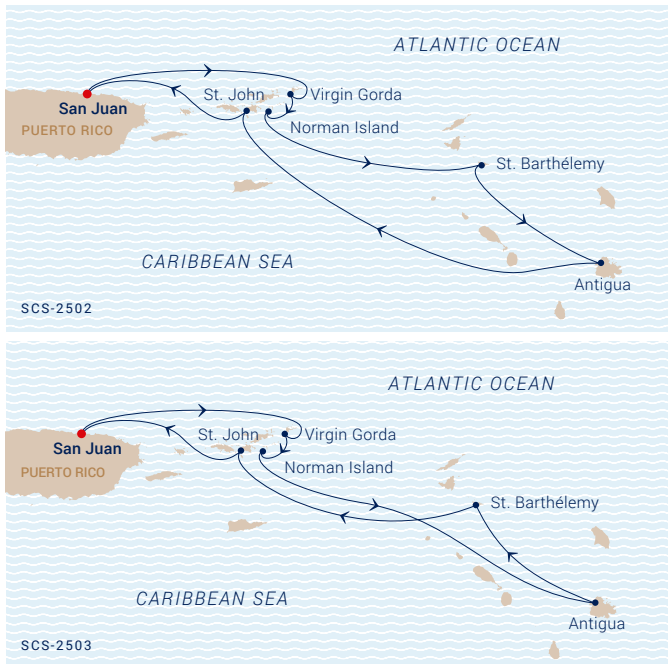 ATLANTIC OCEAN
St. John
Virgin Gorda
San Juan
Norman Island
PUERTO RICO
St. Barthélemy
CARIBBEAN SEA
Antigua
SCS-2502
ATLANTIC OCEAN
St. John
Virgin Gorda
San Juan
Norman Island
PUERTO RICO
St. Barthélemy
CARIBBEAN SEA
Antigua
SCS-2503